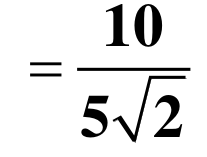 = 10 / 5√2